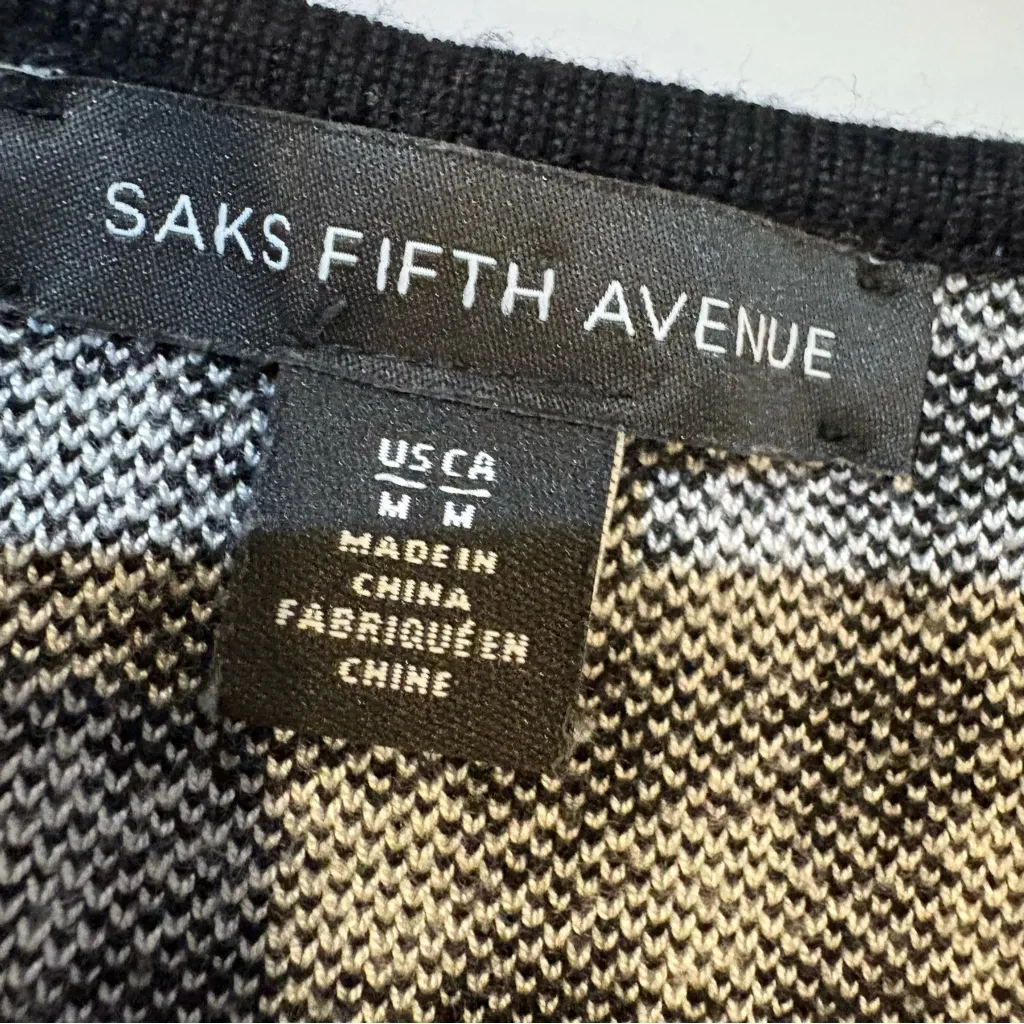 SAKS FIFTH AVENUE
US CA
M M
MADE IN
CHINA
FABRIQUÉ EN
CHINE